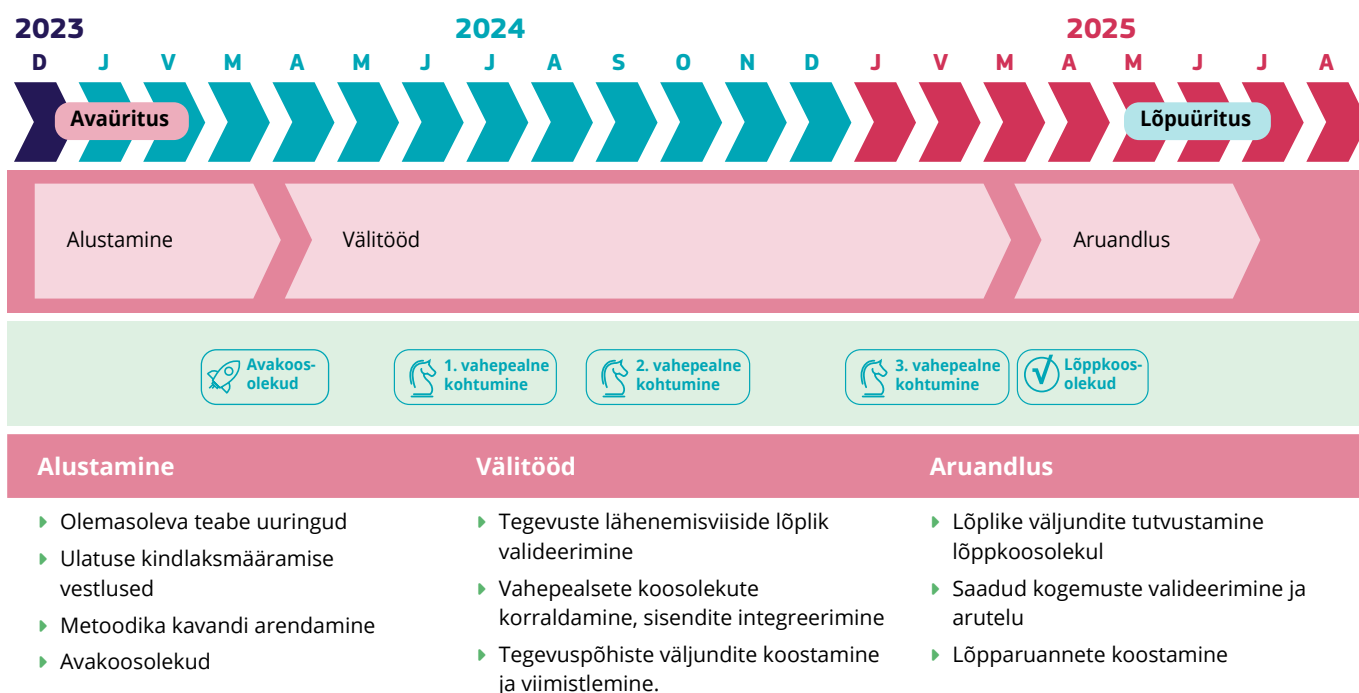 2023 2024 2025
D J V M A M J J A S O N D J V M A M J J A
Avaüritus Lõpuüritus
Alustamine Välitööd Aruandlus
Avakoos-
olekud
1. vahepealne
kohtumine
2. vahepealne
kohtumine
3. vahepealne
kohtumine
Lõppkoos-
olekud
Alustamine
Olemasoleva teabe uuringud
Ulatuse kindlaksmääramise
vestlused
Metoodika kavandi arendamine
Avakoosolekud
Välitööd
Tegevuste lähenemisviiside lõplik
valideerimine
Vahepealsete koosolekute
korraldamine, sisendite integreerimine
Tegevuspõhiste väljundite koostamine
ja viimistlemine.
Aruandlus
Lõplike väljundite tutvustamine
lõppkoosolekul
Saadud kogemuste valideerimine ja
arutelu
Lõpparuannete koostamine